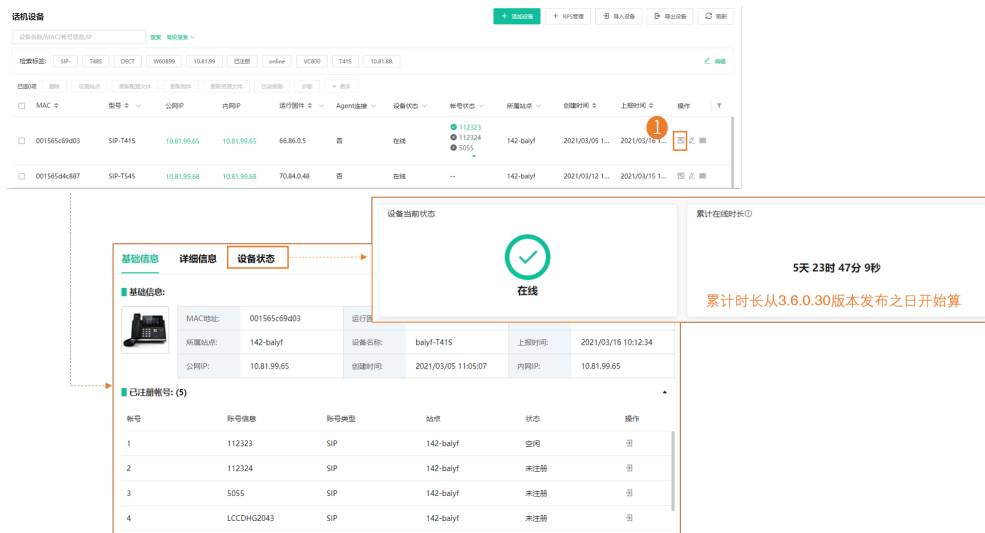 话机设备
+ 添加设备
+ RPS管理
导入设备
导出设备
刷新
设备名称/MAC/帐号信息/IP
搜索 高级搜索
检索标签: SIP- T48S DECT W60B99 10.81.99 已注册 online VC800 T41S 10.81.88.
编辑
已选0项 删除 设置站点 更新配置文件 更新固件 更新资源文件 自动更新 诊断 更多
MAC 型号 公网IP 内网IP 运行固件 Agent连接 设备状态 帐号状态 所属站点 创建时间 上报时间 操作
1
001565c69d03 SIP-T41S 10.81.99.65 10.81.99.65 66.86.0.5 否 在线 112323 112324 5055 142-baiyf 2021/03/05 1... 2021/03/16 1...
001565d4c887 SIP-T54S 10.81.99.68 10.81.99.68 70.84.0.48 否 在线 -- 142-baiyf 2021/03/12 1... 2021/03/15 1...
设备当前状态
在线
累计在线时长
5天 23时 47分 9秒
累计时长从3.6.0.30版本发布之日开始算
基础信息 详细信息 设备状态
基础信息:
MAC地址: 001565c69d03 运行固
所属站点: 142-baiyf 设备名称: baiyf-T41S 上报时间: 2021/03/16 10:12:34
公网IP: 10.81.99.65 创建时间: 2021/03/05 11:05:07 内网IP: 10.81.99.65
已注册帐号: (5)
帐号 账号信息 账号类型 站点 状态 操作
1 112323 SIP 142-baiyf 空闲
2 112324 SIP 142-baiyf 未注册
3 5055 SIP 142-baiyf 未注册
4 LCCDHG2043 SIP 142-baiyf 未注册